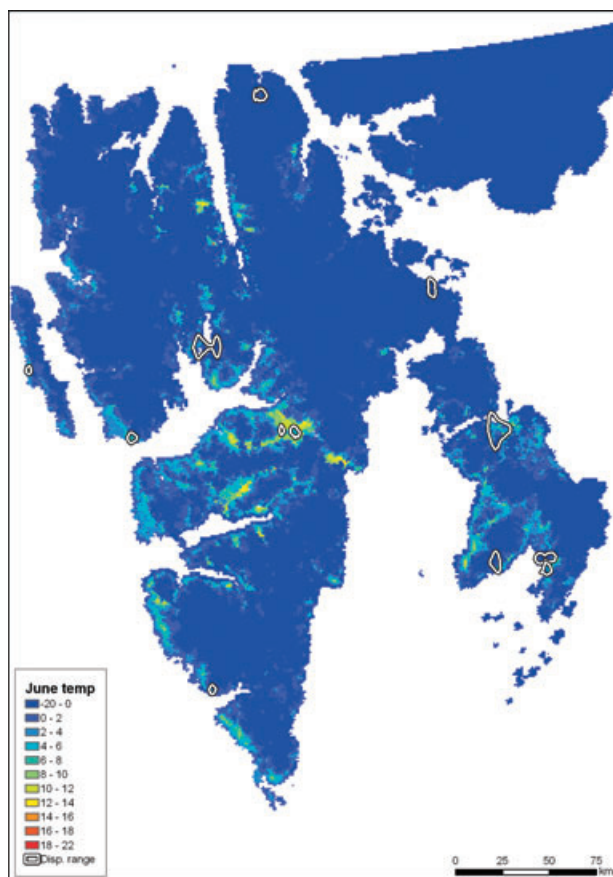 June temp
-20 - 0
0 - 2
2 - 4
4 - 6
6 - 8
8 - 10
10 - 12
12 - 14
14 - 16
16 - 18
18 - 22
Disp. range
0 25 50 75
km